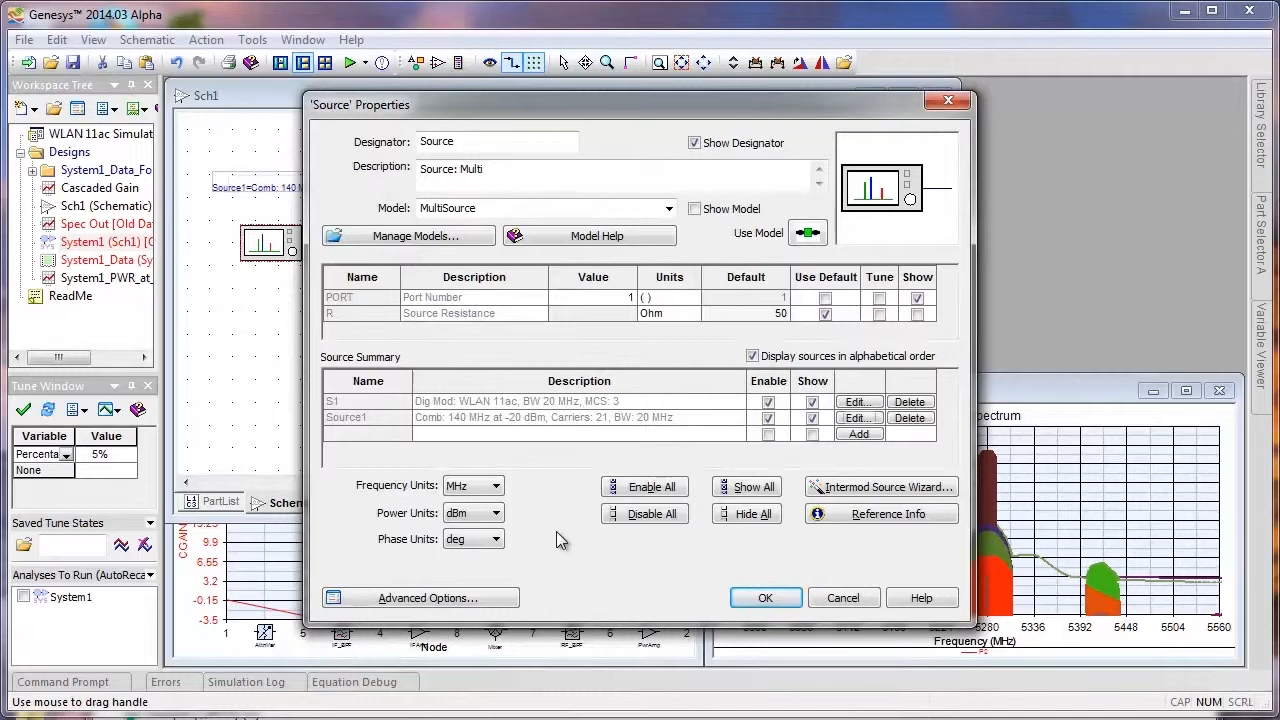 Genesys™ 2014.03 Alpha
File Edit View Schematic Action Tools Window Help
Workspace Tree
WLAN 11ac Simulat
Designs
System1_Data_Fo
Cascaded Gain
Sch1 (Schematic)
Spec Out [Old Da
System1 (Sch1) [O
System1_Data (S
System1_PWR_at_
ReadMe
Tune Window
Variable Value
Percenta 5%
None
Saved Tune States
Analyses To Run (AutoReca
System1
Sch1
Source1=Comb: 140 M
PartList
Schem
'Source' Properties
Designator: Source
Show Designator
Description: Source: Multi
Model: MultiSource
Show Model
Manage Models...
Model Help
Use Model
Name Description Value Units Default Use Default Tune Show
PORT Port Number 1 ( ) 1
R Source Resistance Ohm 50
Source Summary
Display sources in alphabetical order
Name Description Enable Show
S1 Dig Mod: WLAN 11ac, BW 20 MHz, MCS: 3 Edit... Delete
Source1 Comb: 140 MHz at -20 dBm, Carriers: 21, BW: 20 MHz Edit... Delete
Add
Frequency Units: MHz
Enable All Show All Intermod Source Wizard...
Power Units: dBm
Disable All Hide All Reference Info
Phase Units: deg
Advanced Options...
OK Cancel Help
Library Selector
Part Selector A
Variable Viewer
pectrum
CGAIN
13.25
9.9
6.55
3.2
-0.15
-3.5
1 5 2
Node
AttnVar IF_BPF Mixer RF_BPF PwrAmp
5280 5336 5392 5448 5504 5560
Frequency (MHz)
Command Prompt Errors Simulation Log Equation Debug
Use mouse to drag handle
CAP NUM SCRL